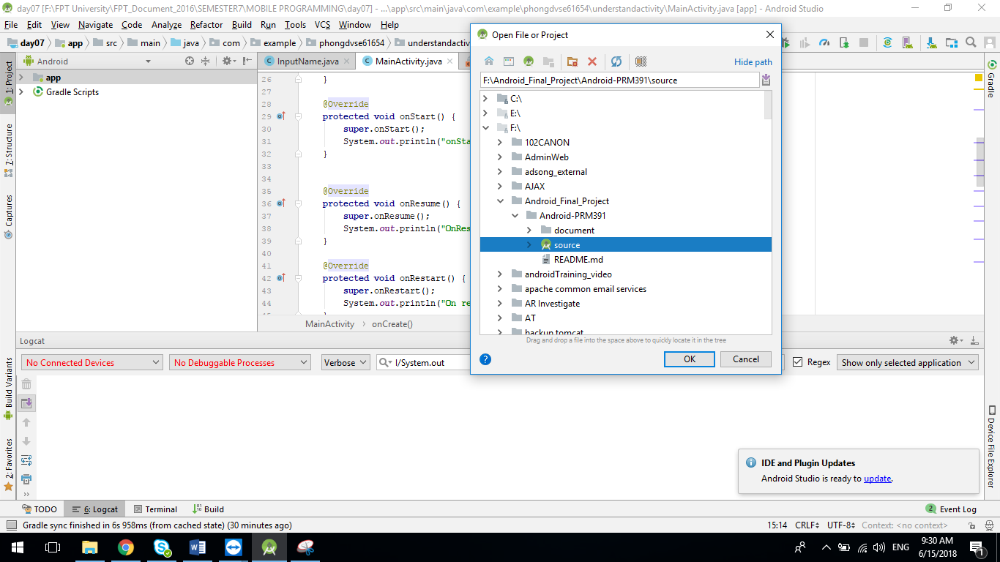 day07 [F:\FPT University\FPT_Document_2016\SEMESTER7\MOBILE PROGRAMMING\day07] - ...\app\src\main\java\com\example\phongdvse61654\understandactivity\MainActivity.java [app] - Android Studio
File Edit View Navigate Code Analyze Refactor Build Run Tools VCS Window Help
day07 app src main java com example phongdvse61654 understandactiv
Android
InputName.java
MainActivity.java
1: Project
7: Structure
Captures
Build Variants
2: Favorites
app
Gradle Scripts
26 }
27
28 @Override
29 protected void onStart() {
30 super.onStart();
31 System.out.println("onSta
32 }
33
34
35 @Override
36 protected void onResume() {
37 super.onResume();
38 System.out.println("OnRes
39 }
40
41 @Override
42 protected void onRestart() {
43 super.onRestart();
44 System.out.println("On re
MainActivity › onCreate()
Open File or Project
Hide path
F:\Android_Final_Project\Android-PRM391\source
C:\
E:\
F:\
102CANON
AdminWeb
adsong_external
AJAX
Android_Final_Project
Android-PRM391
document
source
README.md
androidTraining_video
apache common email services
AR Investigate
AT
backup tomcat
Drag and drop a file into the space above to quickly locate it in the tree
?
OK
Cancel
Gradle
Device File Explorer
Logcat
No Connected Devices
No Debuggable Processes
Verbose
I/System.out
Regex
Show only selected application
IDE and Plugin Updates
Android Studio is ready to update.
TODO
6: Logcat
Terminal
Build
2 Event Log
Gradle sync finished in 6s 958ms (from cached state) (30 minutes ago)
15:14 CRLF UTF-8 Context: <no context>
ENG
9:30 AM
6/15/2018
1